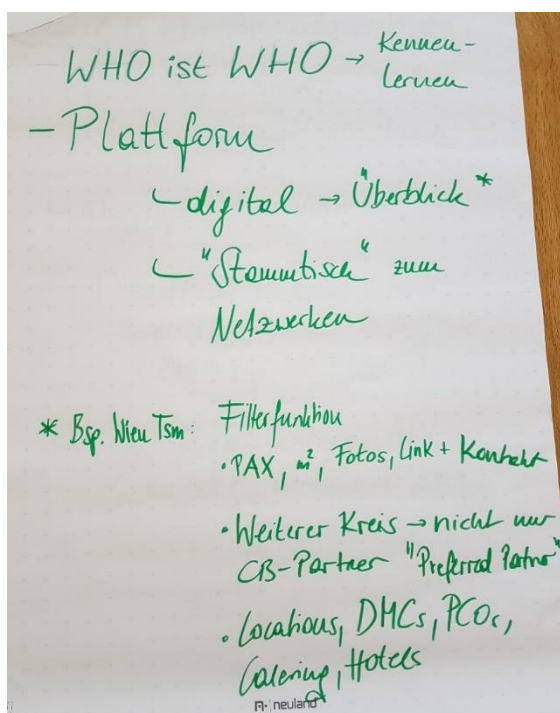 WHO ist WHO → Kennen-
lernen
- Plattform
digital → Überblick *
"Stammtisch" zum
Netzwerken
* Bsp. Wien Tsm: Filterfunktion
• PAX, m², Fotos, Link + Kontakt
• Weiterer Kreis → nicht nur
CB-Partner "Preferred Partner"
• Locations, DMCs, PCOs,
Catering, Hotels
neuland